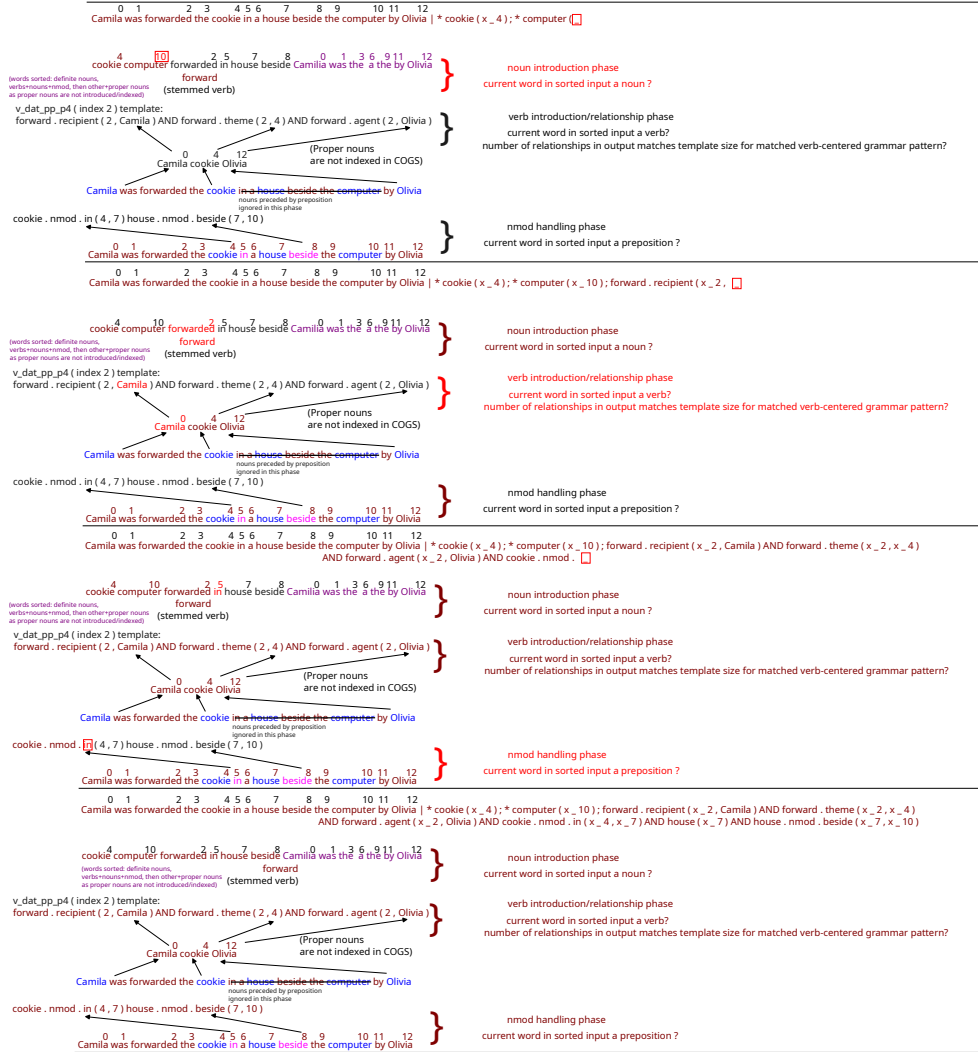 0 1 2 3 4 5 6 7 8 9 10 11 12
Camila was forwarded the cookie in a house beside the computer by Olivia | * cookie ( x _ 4 ) ; * computer ( _
4 10 2 5 7 8 0 1 3 6 9 11 12
cookie computer forwarded in house beside Camilia was the a the by Olivia
noun introduction phase
(words sorted: definite nouns,
verbs+nouns+nmod, then other+proper nouns
as proper nouns are not introduced/indexed)
forward
(stemmed verb)
current word in sorted input a noun ?
v_dat_pp_p4 ( index 2 ) template:
forward . recipient ( 2 , Camila ) AND forward . theme ( 2 , 4 ) AND forward . agent ( 2 , Olivia )
verb introduction/relationship phase
current word in sorted input a verb?
number of relationships in output matches template size for matched verb-centered grammar pattern?
0 4 12
Camila cookie Olivia
(Proper nouns
are not indexed in COGS)
Camila was forwarded the cookie in a house beside the computer by Olivia
nouns preceded by preposition
ignored in this phase
cookie . nmod . in ( 4 , 7 ) house . nmod . beside ( 7 , 10 )
nmod handling phase
current word in sorted input a preposition ?
0 1 2 3 4 5 6 7 8 9 10 11 12
Camila was forwarded the cookie in a house beside the computer by Olivia
0 1 2 3 4 5 6 7 8 9 10 11 12
Camila was forwarded the cookie in a house beside the computer by Olivia | * cookie ( x _ 4 ) ; * computer ( x _ 10 ) ; forward . recipient ( x _ 2 , _
4 10 2 5 7 8 0 1 3 6 9 11 12
cookie computer forwarded in house beside Camilia was the a the by Olivia
noun introduction phase
(words sorted: definite nouns,
verbs+nouns+nmod, then other+proper nouns
as proper nouns are not introduced/indexed)
forward
(stemmed verb)
current word in sorted input a noun ?
v_dat_pp_p4 ( index 2 ) template:
forward . recipient ( 2 , Camila ) AND forward . theme ( 2 , 4 ) AND forward . agent ( 2 , Olivia )
verb introduction/relationship phase
current word in sorted input a verb?
number of relationships in output matches template size for matched verb-centered grammar pattern?
0 4 12
Camila cookie Olivia
(Proper nouns
are not indexed in COGS)
Camila was forwarded the cookie in a house beside the computer by Olivia
nouns preceded by preposition
ignored in this phase
cookie . nmod . in ( 4 , 7 ) house . nmod . beside ( 7 , 10 )
nmod handling phase
current word in sorted input a preposition ?
0 1 2 3 4 5 6 7 8 9 10 11 12
Camila was forwarded the cookie in a house beside the computer by Olivia
0 1 2 3 4 5 6 7 8 9 10 11 12
Camila was forwarded the cookie in a house beside the computer by Olivia | * cookie ( x _ 4 ) ; * computer ( x _ 10 ) ; forward . recipient ( x _ 2 , Camila ) AND forward . theme ( x _ 2 , x _ 4 )
AND forward . agent ( x _ 2 , Olivia ) AND cookie . nmod . _
4 10 2 5 7 8 0 1 3 6 9 11 12
cookie computer forwarded in house beside Camilia was the a the by Olivia
noun introduction phase
(words sorted: definite nouns,
verbs+nouns+nmod, then other+proper nouns
as proper nouns are not introduced/indexed)
forward
(stemmed verb)
current word in sorted input a noun ?
v_dat_pp_p4 ( index 2 ) template:
forward . recipient ( 2 , Camila ) AND forward . theme ( 2 , 4 ) AND forward . agent ( 2 , Olivia )
verb introduction/relationship phase
current word in sorted input a verb?
number of relationships in output matches template size for matched verb-centered grammar pattern?
0 4 12
Camila cookie Olivia
(Proper nouns
are not indexed in COGS)
Camila was forwarded the cookie in a house beside the computer by Olivia
nouns preceded by preposition
ignored in this phase
cookie . nmod . in ( 4 , 7 ) house . nmod . beside ( 7 , 10 )
nmod handling phase
current word in sorted input a preposition ?
0 1 2 3 4 5 6 7 8 9 10 11 12
Camila was forwarded the cookie in a house beside the computer by Olivia
0 1 2 3 4 5 6 7 8 9 10 11 12
Camila was forwarded the cookie in a house beside the computer by Olivia | * cookie ( x _ 4 ) ; * computer ( x _ 10 ) ; forward . recipient ( x _ 2 , Camila ) AND forward . theme ( x _ 2 , x _ 4 )
AND forward . agent ( x _ 2 , Olivia ) AND cookie . nmod . in ( x _ 4 , x _ 7 ) AND house ( x _ 7 ) AND house . nmod . beside ( x _ 7 , x _ 10 )
4 10 2 5 7 8 0 1 3 6 9 11 12
cookie computer forwarded in house beside Camilia was the a the by Olivia
noun introduction phase
(words sorted: definite nouns,
verbs+nouns+nmod, then other+proper nouns
as proper nouns are not introduced/indexed)
forward
(stemmed verb)
current word in sorted input a noun ?
v_dat_pp_p4 ( index 2 ) template:
forward . recipient ( 2 , Camila ) AND forward . theme ( 2 , 4 ) AND forward . agent ( 2 , Olivia )
verb introduction/relationship phase
current word in sorted input a verb?
number of relationships in output matches template size for matched verb-centered grammar pattern?
0 4 12
Camila cookie Olivia
(Proper nouns
are not indexed in COGS)
Camila was forwarded the cookie in a house beside the computer by Olivia
nouns preceded by preposition
ignored in this phase
cookie . nmod . in ( 4 , 7 ) house . nmod . beside ( 7 , 10 )
nmod handling phase
current word in sorted input a preposition ?
0 1 2 3 4 5 6 7 8 9 10 11 12
Camila was forwarded the cookie in a house beside the computer by Olivia